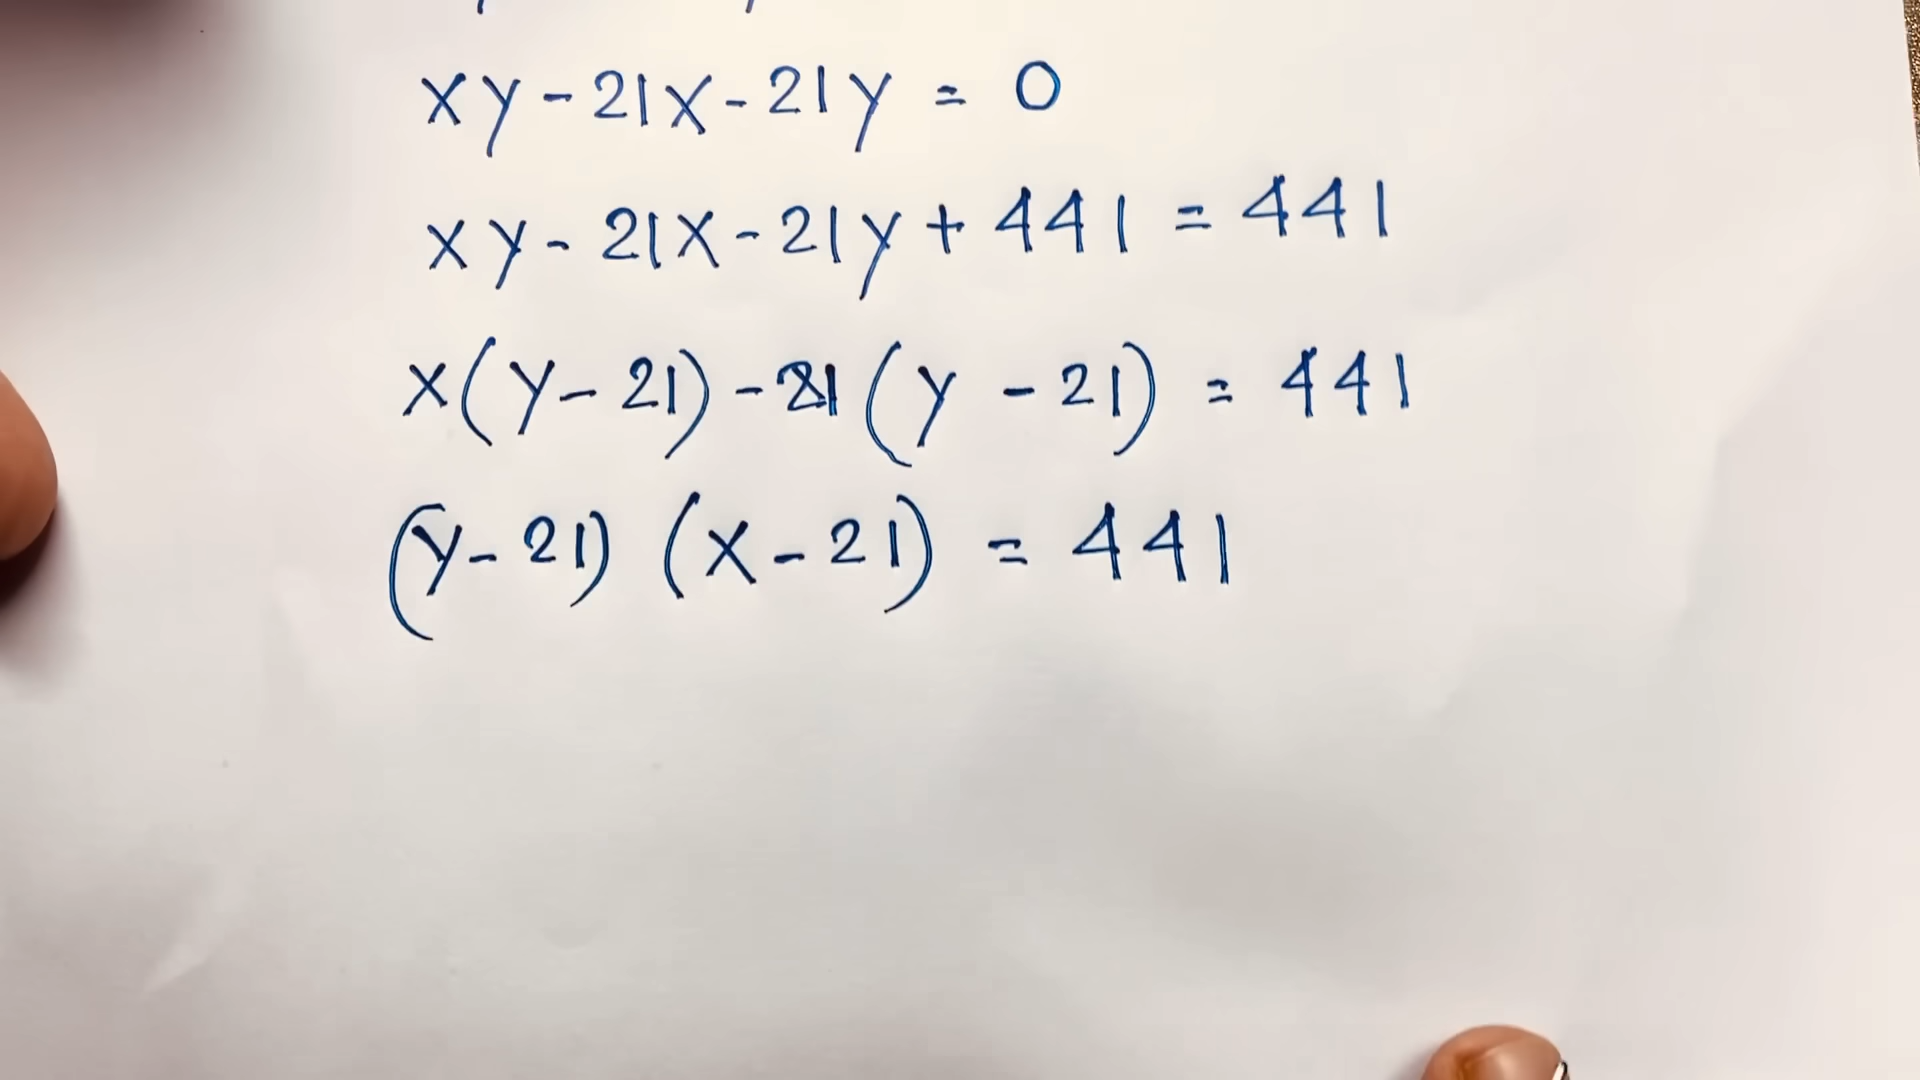 xy - 21x - 21y = 0
xy - 21x - 21y + 441 = 441
x(y - 21) - 21(y - 21) = 441
(y - 21) (x - 21) = 441